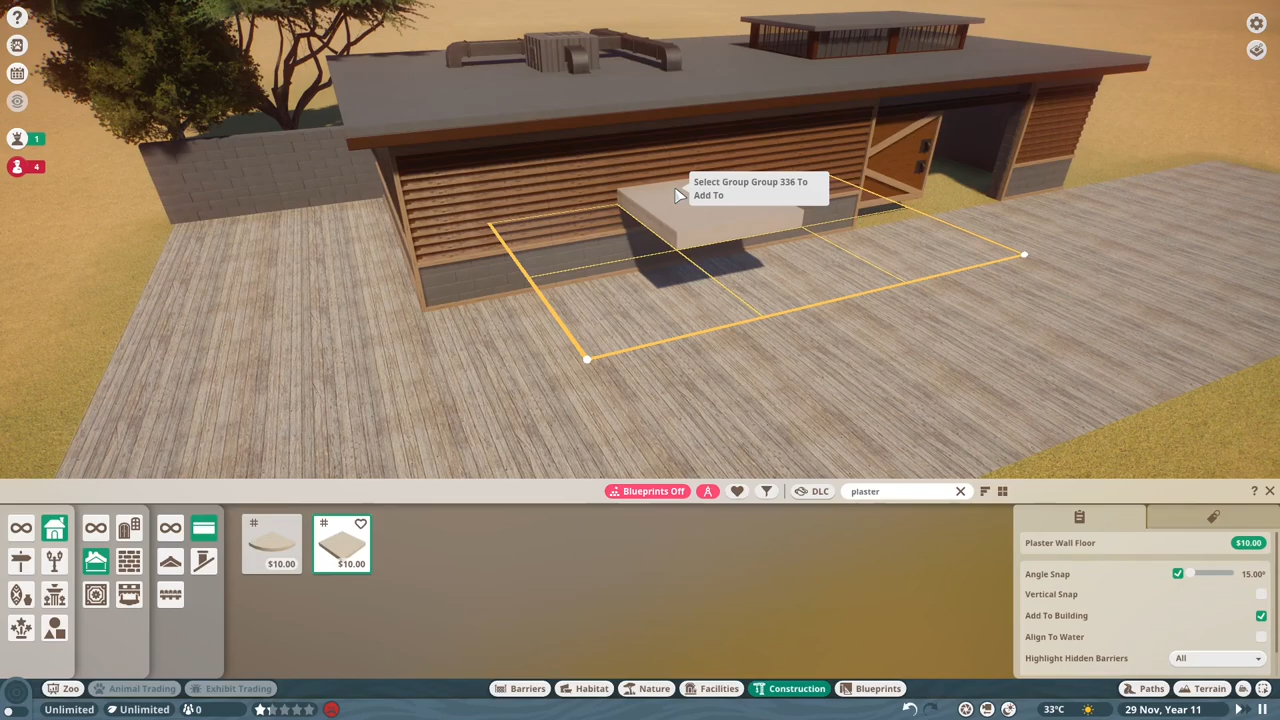 ?
1
4
Select Group Group 336 To
Add To
Blueprints Off
DLC
plaster
?
$10.00
$10.00
Plaster Wall Floor
$10.00
Angle Snap
15.00°
Vertical Snap
Add To Building
Align To Water
Highlight Hidden Barriers
All
Zoo
Animal Trading
Exhibit Trading
Barriers
Habitat
Nature
Facilities
Construction
Blueprints
Paths
Terrain
Unlimited
Unlimited
0
33°C
29 Nov, Year 11